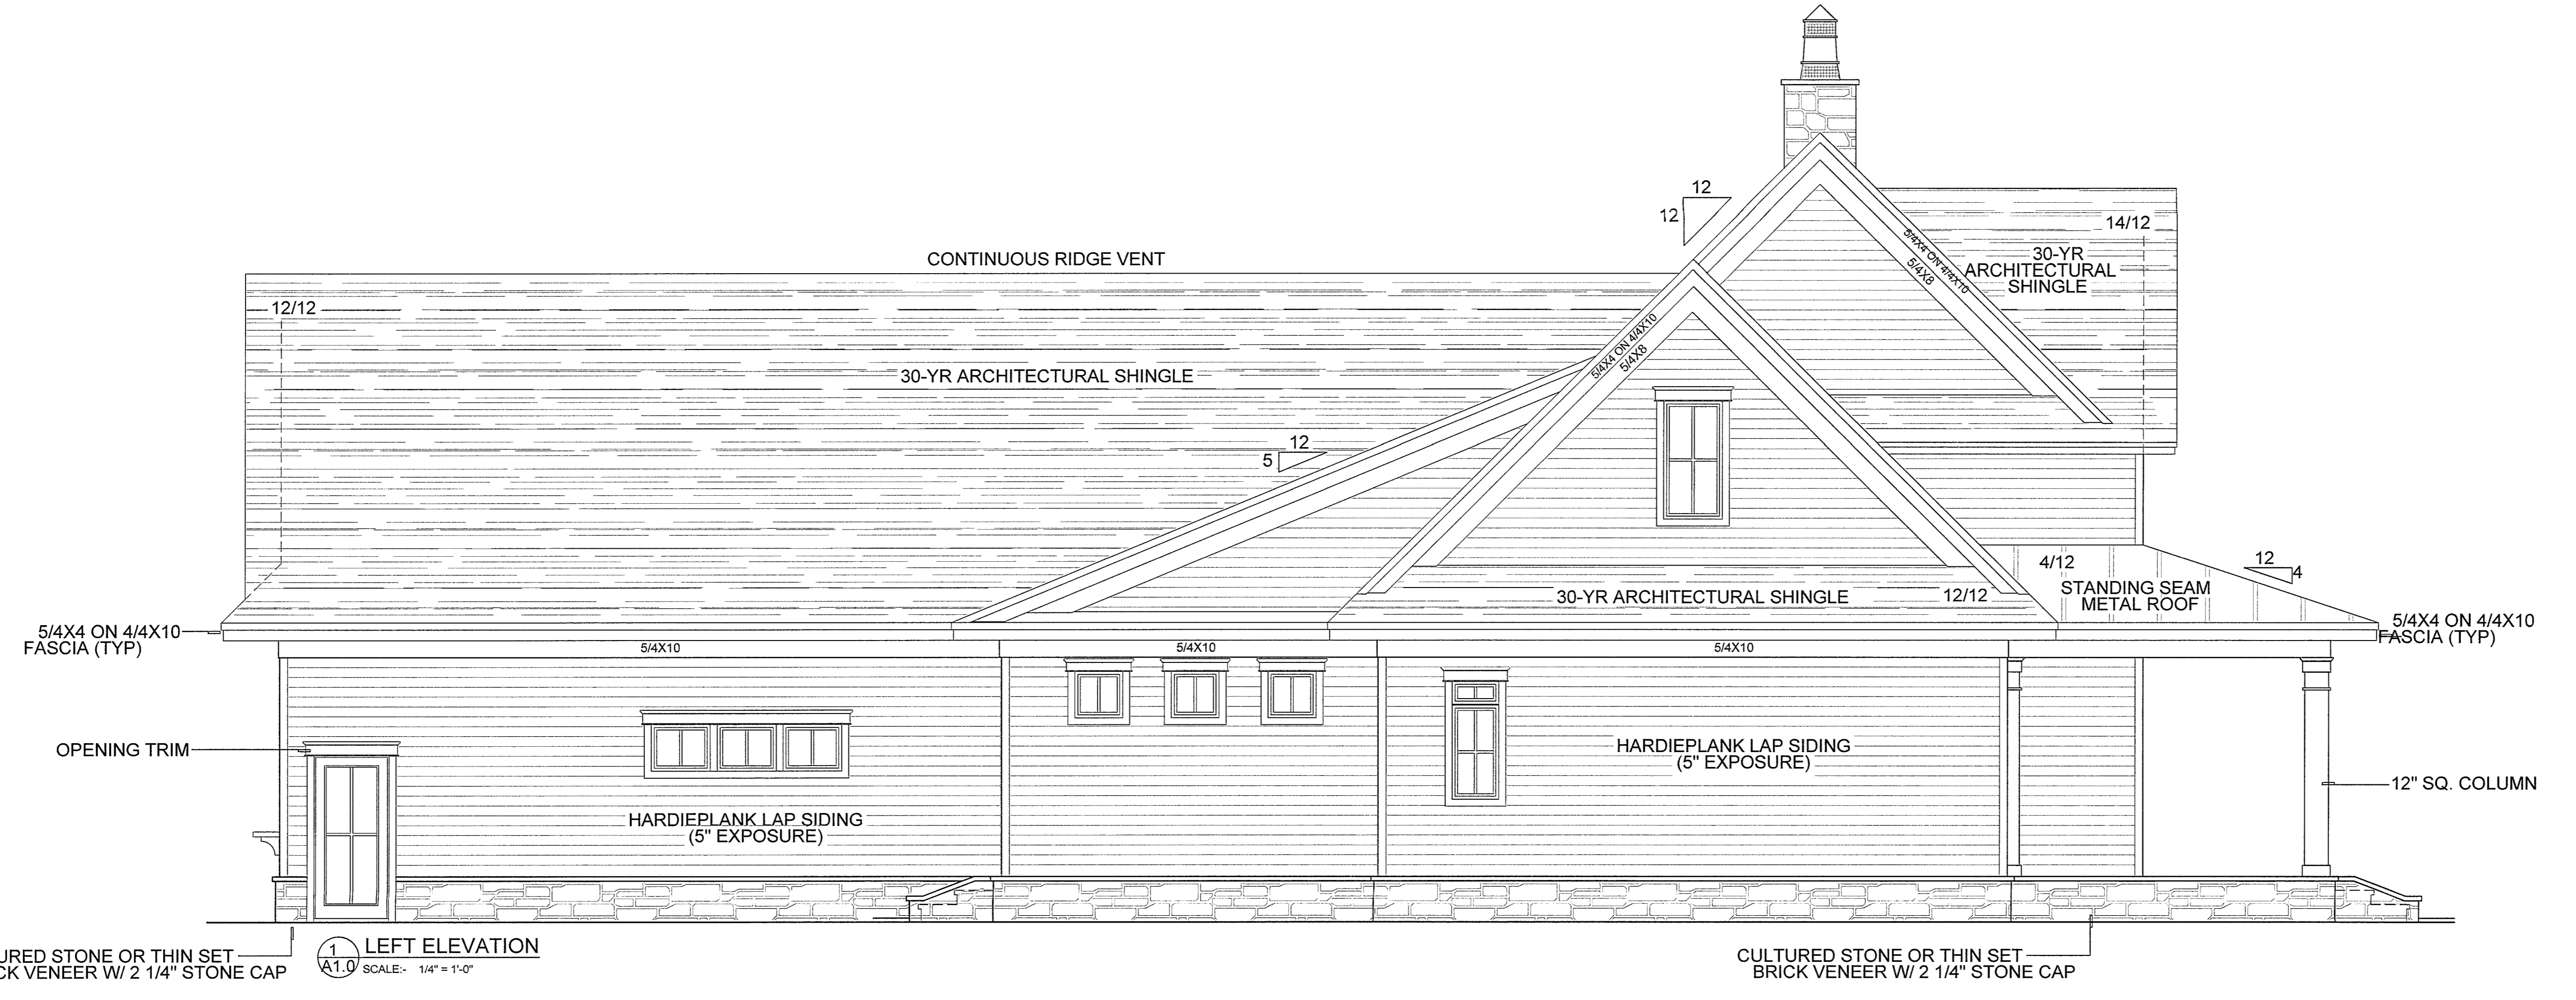 12
12
14/12
5/4X4 ON 4/4X10
5/4X8
30-YR
ARCHITECTURAL
SHINGLE
CONTINUOUS RIDGE VENT
12/12
5/4X4 ON 4/4X10
5/4X8
30-YR ARCHITECTURAL SHINGLE
12
5
12
4
4/12
STANDING SEAM
METAL ROOF
30-YR ARCHITECTURAL SHINGLE
12/12
5/4X4 ON 4/4X10
FASCIA (TYP)
5/4X4 ON 4/4X10
FASCIA (TYP)
5/4X10
5/4X10
5/4X10
OPENING TRIM
HARDIEPLANK LAP SIDING
(5" EXPOSURE)
12" SQ. COLUMN
HARDIEPLANK LAP SIDING
(5" EXPOSURE)
URED STONE OR THIN SET
CK VENEER W/ 2 1/4" STONE CAP
1
A1.0
LEFT ELEVATION
SCALE:- 1/4" = 1'-0"
CULTURED STONE OR THIN SET
BRICK VENEER W/ 2 1/4" STONE CAP